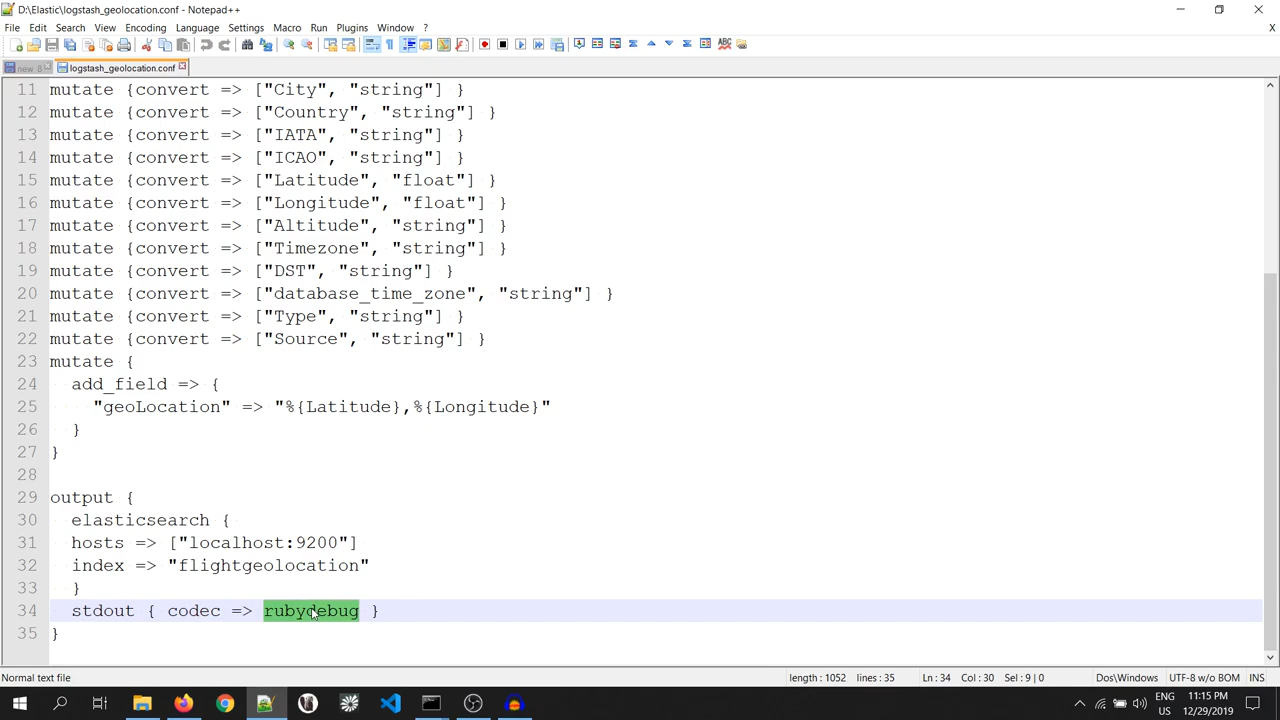 D:\Elastic\logstash_geolocation.conf - Notepad++
File Edit Search View Encoding Language Settings Macro Run Plugins Window ?
X
new 8 logstash_geolocation.conf
11 mutate {convert => ["City", "string"] }
12 mutate {convert => ["Country", "string"] }
13 mutate {convert => ["IATA", "string"] }
14 mutate {convert => ["ICAO", "string"] }
15 mutate {convert => ["Latitude", "float"] }
16 mutate {convert => ["Longitude", "float"] }
17 mutate {convert => ["Altitude", "string"] }
18 mutate {convert => ["Timezone", "string"] }
19 mutate {convert => ["DST", "string"] }
20 mutate {convert => ["database_time_zone", "string"] }
21 mutate {convert => ["Type", "string"] }
22 mutate {convert => ["Source", "string"] }
23 mutate {
24 add_field => {
25 "geoLocation" => "%{Latitude},%{Longitude}"
26 }
27 }
28
29 output {
30 elasticsearch {
31 hosts => ["localhost:9200"]
32 index => "flightgeolocation"
33 }
34 stdout { codec => rubydebug }
35 }
Normal text file length : 1052 lines : 35 Ln : 34 Col : 30 Sel : 9 | 0 Dos\Windows UTF-8 w/o BOM INS
ENG 11:15 PM
US 12/29/2019